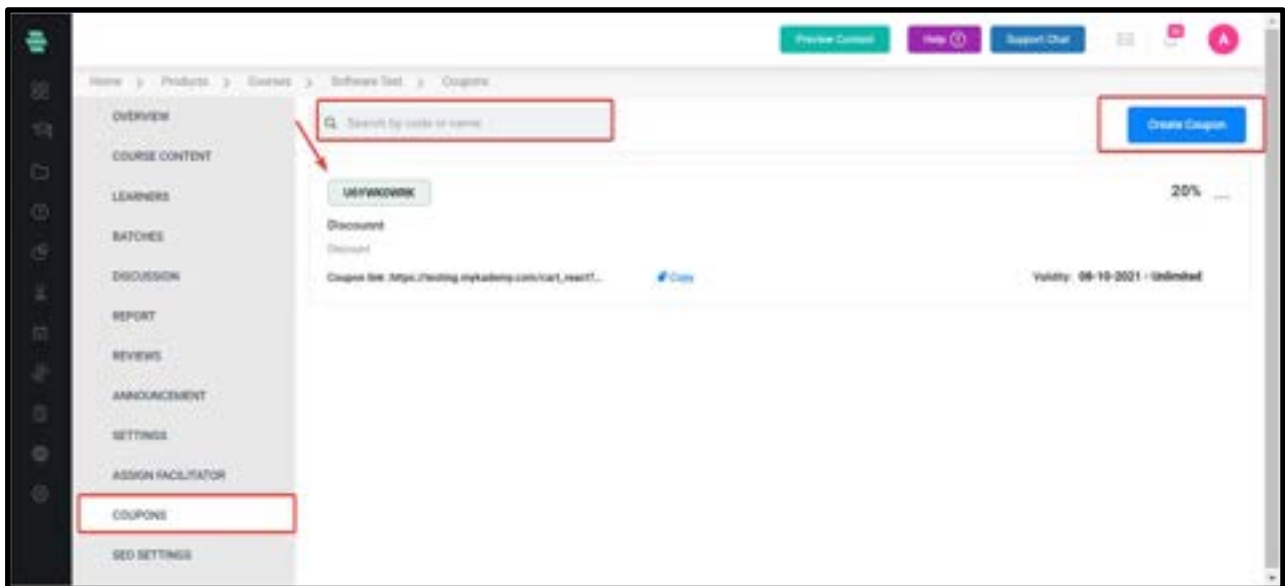 Preview Content
Help
Support Chat
A
Home > Products > Courses > Software Test > Coupons
OVERVIEW
COURSE CONTENT
LEARNERS
BATCHES
DISCUSSION
REPORT
REVIEWS
ANNOUNCEMENT
SETTINGS
ASSIGN FACILITATOR
COUPONS
SEO SETTINGS
Search by code or name
Create Coupon
20% ...
Discounnt
Discount
Coupon link :https://testing.mykademy.com/cart_react?...
Copy
Validity: 06-10-2021 - Unlimited